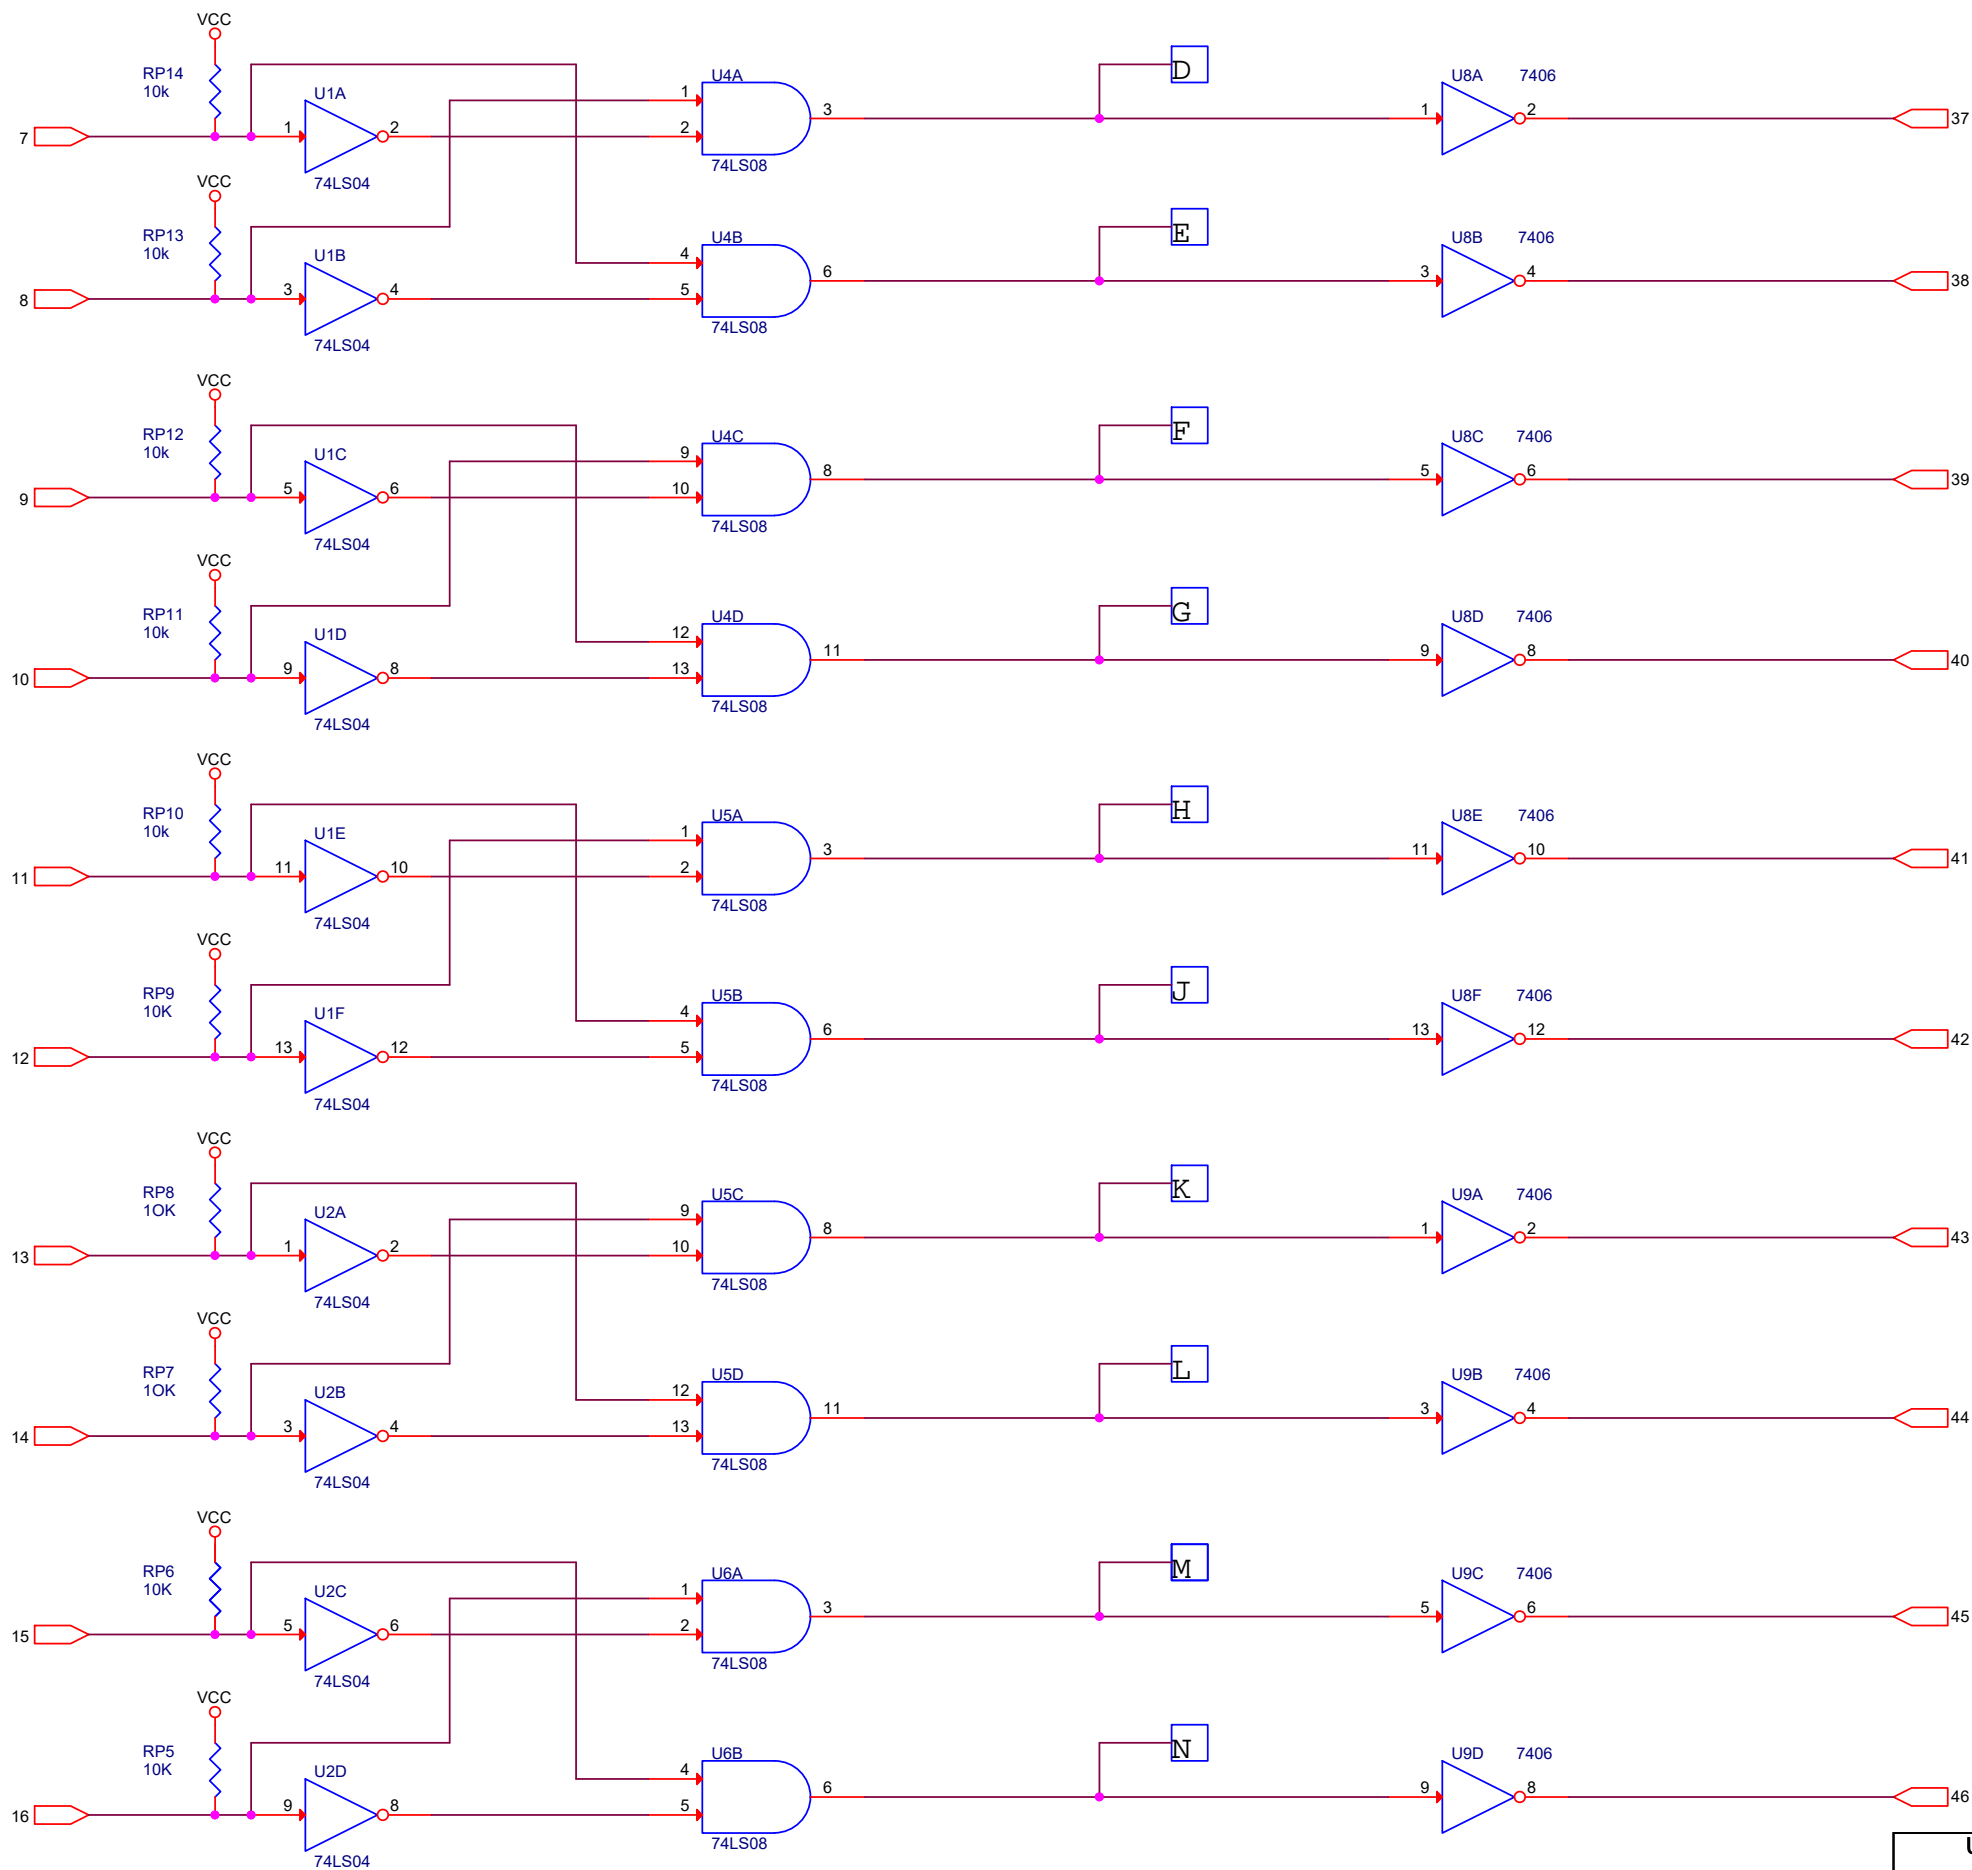 VCC
RP14
10k
7
1
U1A
2
74LS04
U4A
1
2
3
74LS08
D
U8A 7406
1
2
37
VCC
RP13
10k
8
3
U1B
4
74LS04
U4B
4
5
6
74LS08
E
U8B 7406
3
4
38
VCC
RP12
10k
9
5
U1C
6
74LS04
U4C
9
10
8
74LS08
F
U8C 7406
5
6
39
VCC
RP11
10k
10
9
U1D
8
74LS04
U4D
12
13
11
74LS08
G
U8D 7406
9
8
40
VCC
RP10
10k
11
11
U1E
10
74LS04
U5A
1
2
3
74LS08
H
U8E 7406
11
10
41
VCC
RP9
10K
12
13
U1F
12
74LS04
U5B
4
5
6
74LS08
J
U8F 7406
13
12
42
VCC
RP8
1OK
13
1
U2A
2
74LS04
U5C
9
10
8
74LS08
K
U9A 7406
1
2
43
VCC
RP7
1OK
14
3
U2B
4
74LS04
U5D
12
13
11
74LS08
L
U9B 7406
3
4
44
VCC
RP6
10K
15
5
U2C
6
74LS04
U6A
1
2
3
74LS08
M
U9C 7406
5
6
45
VCC
RP5
10K
16
9
U2D
8
74LS04
U6B
4
5
6
74LS08
N
U9D 7406
9
8
46